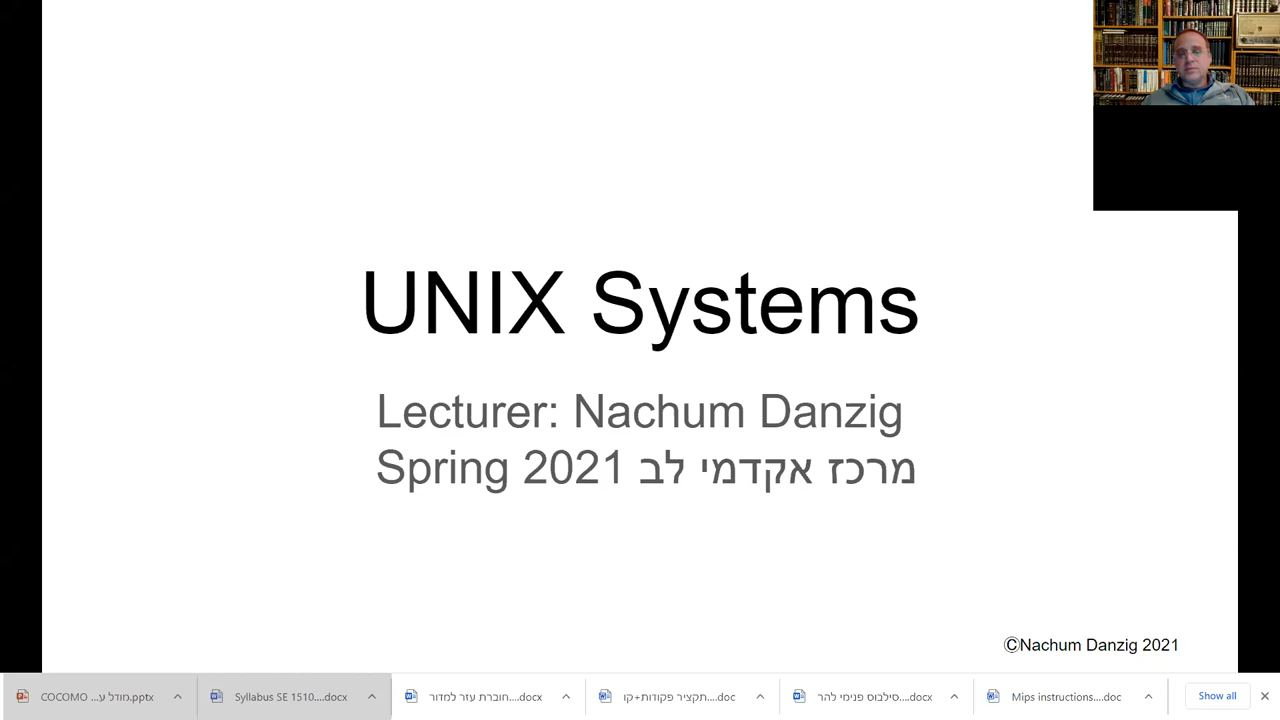 UNIX Systems
Lecturer: Nachum Danzig
Spring 2021 מרכז אקדמי לב
ⒸNachum Danzig 2021
COCOMO מודל ע....pptx
Syllabus SE 1510....docx
חוברת עזר למדור....docx
תקציר פקודות+קו....doc
סילבוס פנימי להר....docx
Mips instructions....doc
Show all